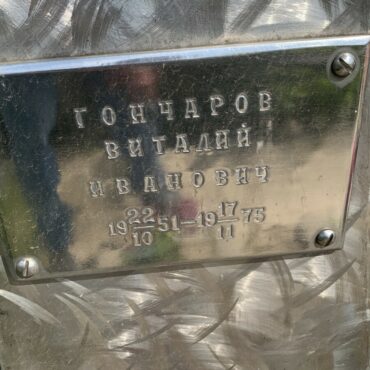 ГОНЧАРОВ
ВИТАЛИЙ
ИВАНОВИЧ
19 22/10 51 – 19 17/11 75